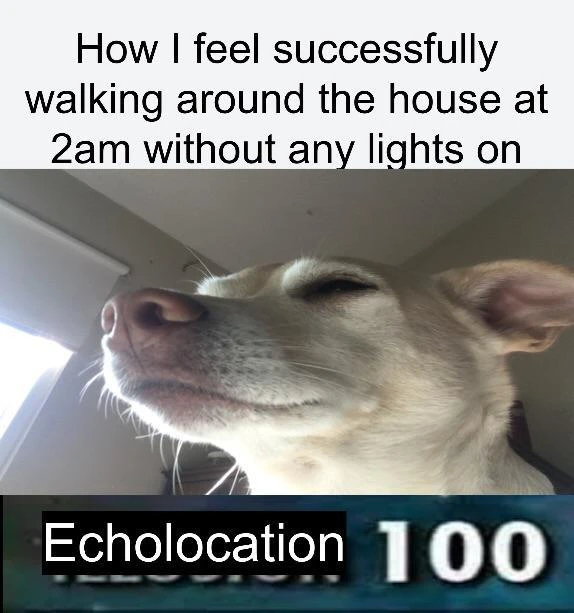 How I feel successfully
walking around the house at
2am without any lights on
Echolocation 100